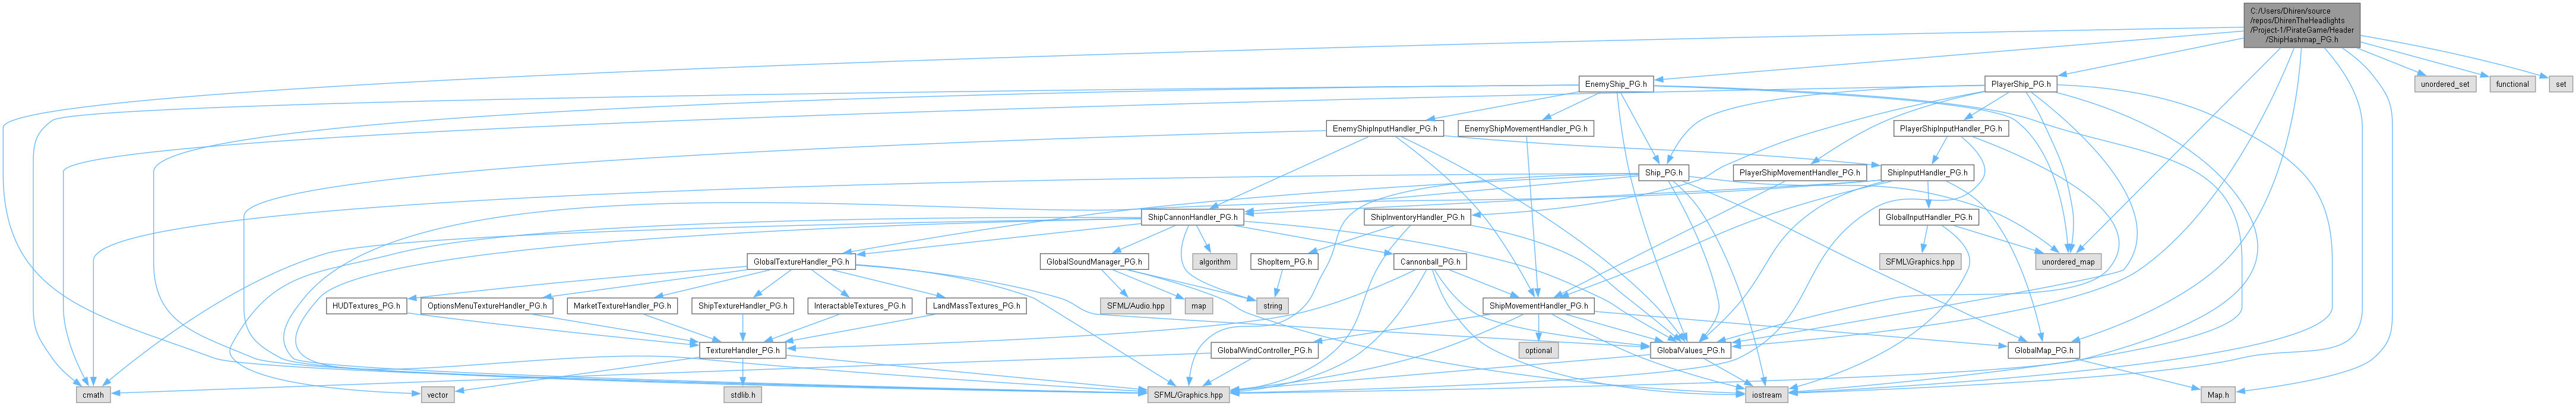 C:/Users/Dhiren/source
/repos/DhirenTheHeadlights
/Project-1/PirateGame/Header
/ShipHashmap_PG.h
EnemyShip_PG.h
PlayerShip_PG.h
unordered_set
functional
set
EnemyShipInputHandler_PG.h
EnemyShipMovementHandler_PG.h
PlayerShipInputHandler_PG.h
Ship_PG.h
PlayerShipMovementHandler_PG.h
ShipInputHandler_PG.h
ShipCannonHandler_PG.h
ShipInventoryHandler_PG.h
GlobalInputHandler_PG.h
GlobalTextureHandler_PG.h
GlobalSoundManager_PG.h
algorithm
ShopItem_PG.h
Cannonball_PG.h
SFML\Graphics.hpp
unordered_map
HUDTextures_PG.h
OptionsMenuTextureHandler_PG.h
MarketTextureHandler_PG.h
ShipTextureHandler_PG.h
InteractableTextures_PG.h
LandMassTextures_PG.h
SFML/Audio.hpp
map
string
ShipMovementHandler_PG.h
TextureHandler_PG.h
GlobalWindController_PG.h
optional
GlobalValues_PG.h
GlobalMap_PG.h
cmath
vector
stdlib.h
SFML/Graphics.hpp
iostream
Map.h